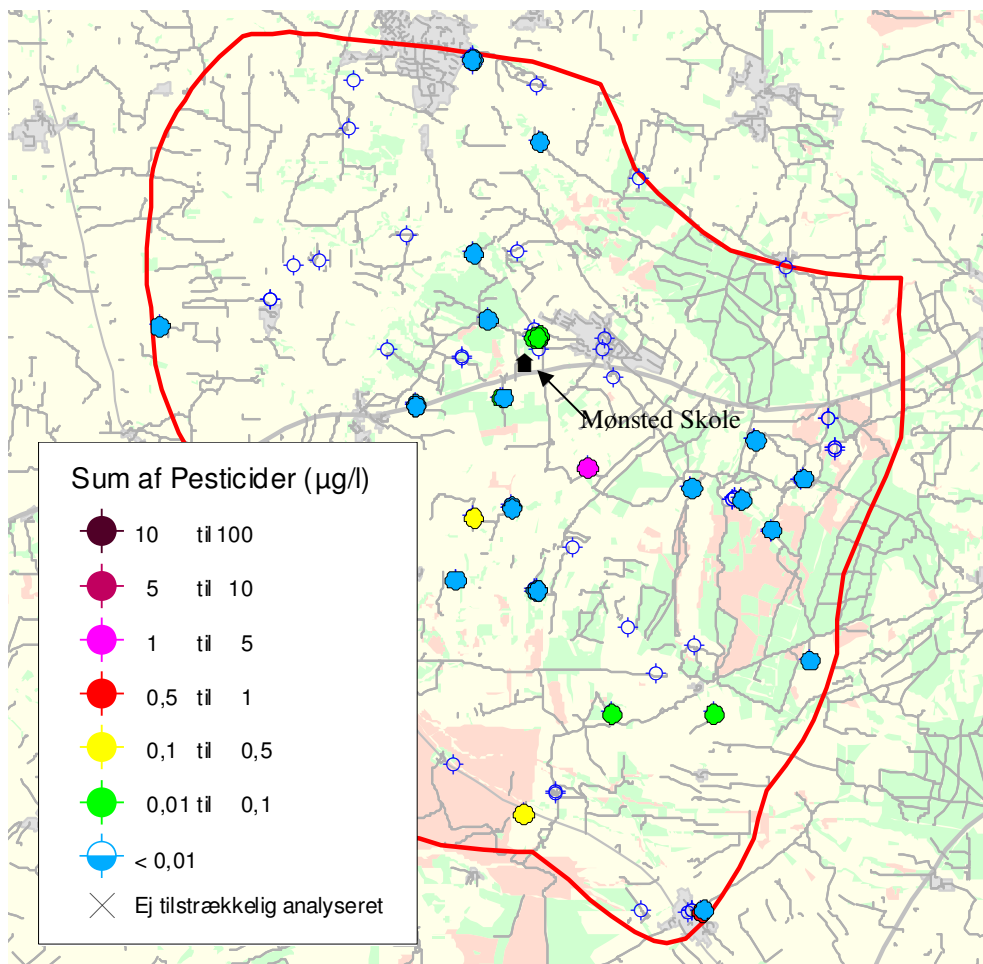 Mønsted Skole
Sum af Pesticider (µg/l)
10 til 100
5 til 10
1 til 5
0,5 til 1
0,1 til 0,5
0,01 til 0,1
< 0,01
Ej tilstrækkelig analyseret